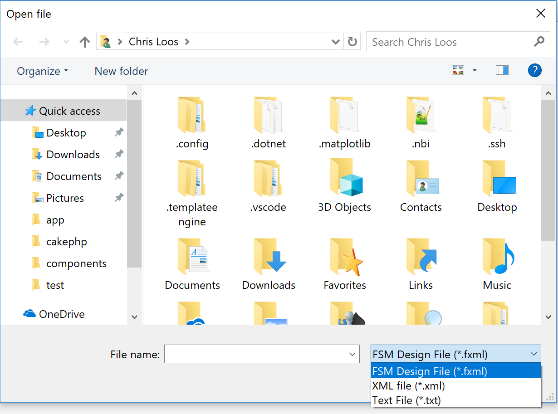 Open file
Chris Loos
Search Chris Loos
Organize
New folder
?
Quick access
Desktop
Downloads
Documents
Pictures
app
cakephp
components
test
OneDrive
.config
.dotnet
.matplotlib
.nbi
.ssh
.templatee
ngine
.vscode
3D Objects
Contacts
Desktop
Documents
Downloads
Favorites
Links
Music
File name:
FSM Design File (*.fxml)
FSM Design File (*.fxml)
XML file (*.xml)
Text File (*.txt)